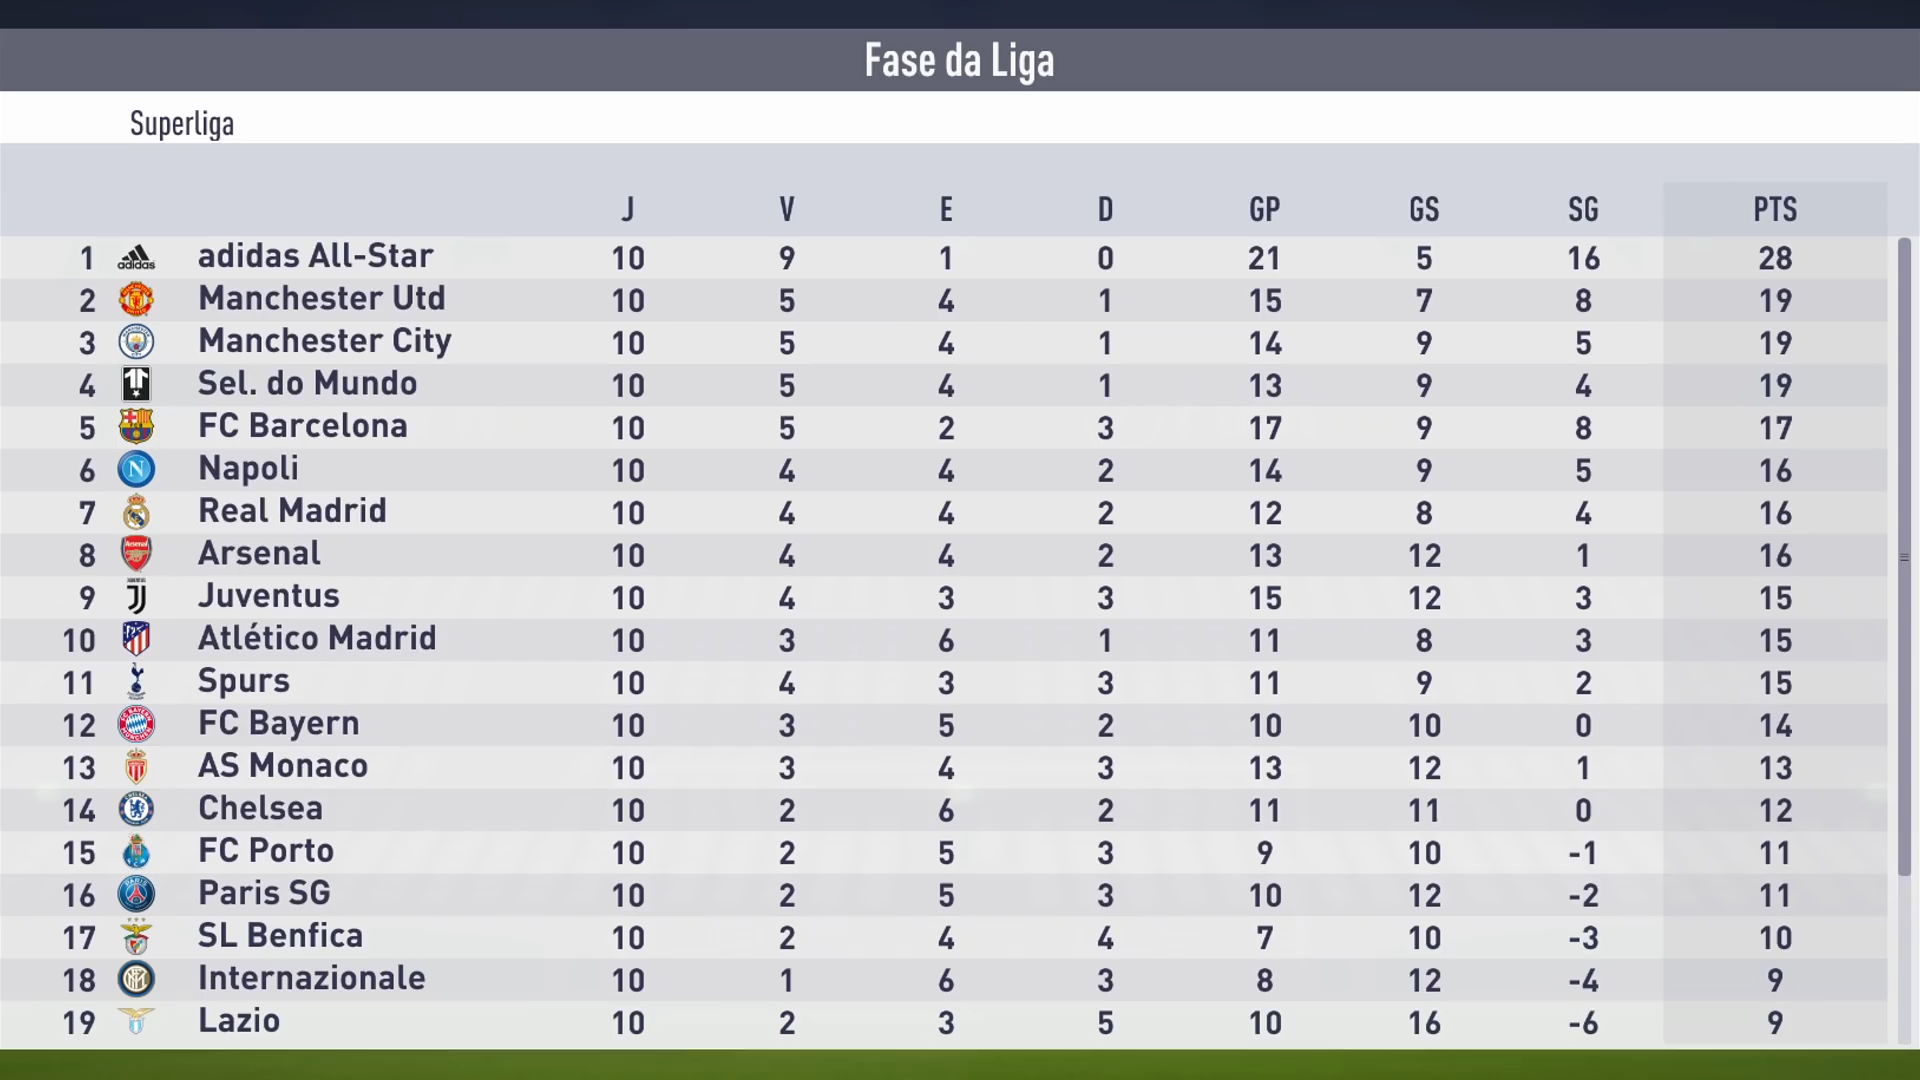 Fase da Liga
Superliga
J V E D GP GS SG PTS
1 adidas adidas All-Star 10 9 1 0 21 5 16 28
2 Manchester Utd 10 5 4 1 15 7 8 19
3 Manchester City 10 5 4 1 14 9 5 19
4 Sel. do Mundo 10 5 4 1 13 9 4 19
5 FC Barcelona 10 5 2 3 17 9 8 17
6 N Napoli 10 4 4 2 14 9 5 16
7 Real Madrid 10 4 4 2 12 8 4 16
8 Arsenal Arsenal 10 4 4 2 13 12 1 16
9 Juventus 10 4 3 3 15 12 3 15
10 Atlético Madrid 10 3 6 1 11 8 3 15
11 Spurs 10 4 3 3 11 9 2 15
12 FC Bayern 10 3 5 2 10 10 0 14
13 AS Monaco 10 3 4 3 13 12 1 13
14 Chelsea 10 2 6 2 11 11 0 12
15 FC Porto 10 2 5 3 9 10 -1 11
16 Paris SG 10 2 5 3 10 12 -2 11
17 SL Benfica 10 2 4 4 7 10 -3 10
18 Internazionale 10 1 6 3 8 12 -4 9
19 Lazio 10 2 3 5 10 16 -6 9